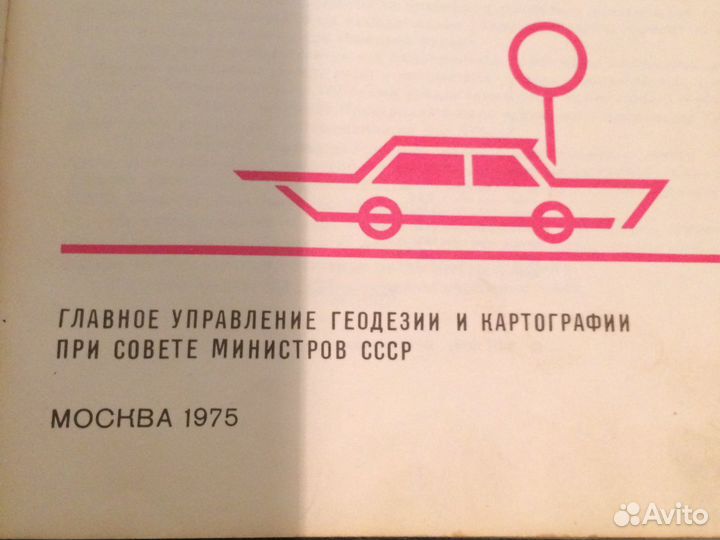 ГЛАВНОЕ УПРАВЛЕНИЕ ГЕОДЕЗИИ И КАРТОГРАФИИ
ПРИ СОВЕТЕ МИНИСТРОВ СССР
МОСКВА 1975
Avito